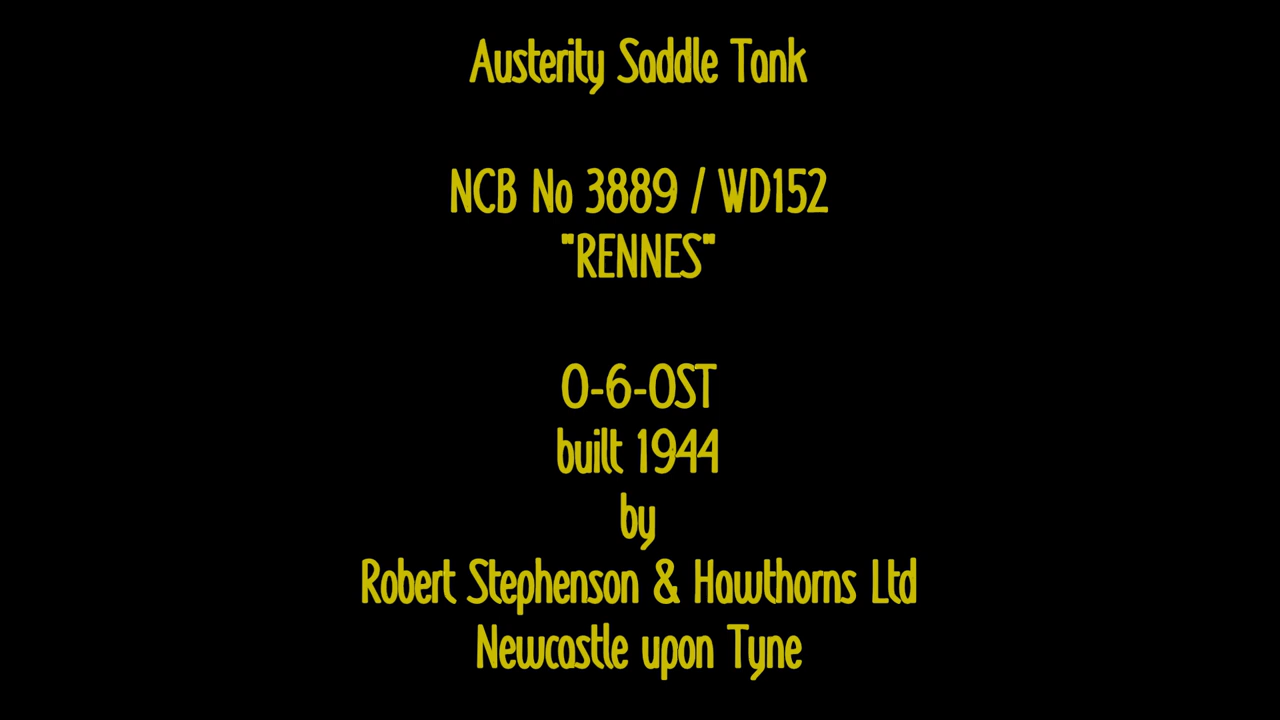 Austerity Saddle Tank
NCB No 3889 / WD152
"RENNES"
0-6-0ST
built 1944
by
Robert Stephenson & Hawthorns Ltd
Newcastle upon Tyne